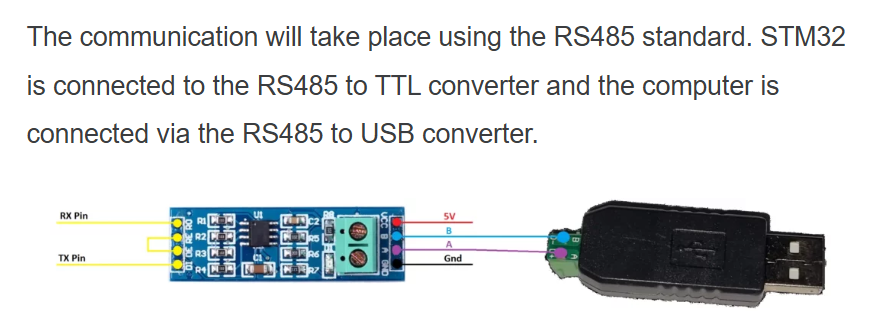 The communication will take place using the RS485 standard. STM32
is connected to the RS485 to TTL converter and the computer is
connected via the RS485 to USB converter.
RX Pin
TX Pin
RO
RE
DE
DI
R1
R2
R3
R4
U1
C1
C2
R5
R6
R7
R8
D1
VCC
B
A
GND
5V
B
A
Gnd
B
A